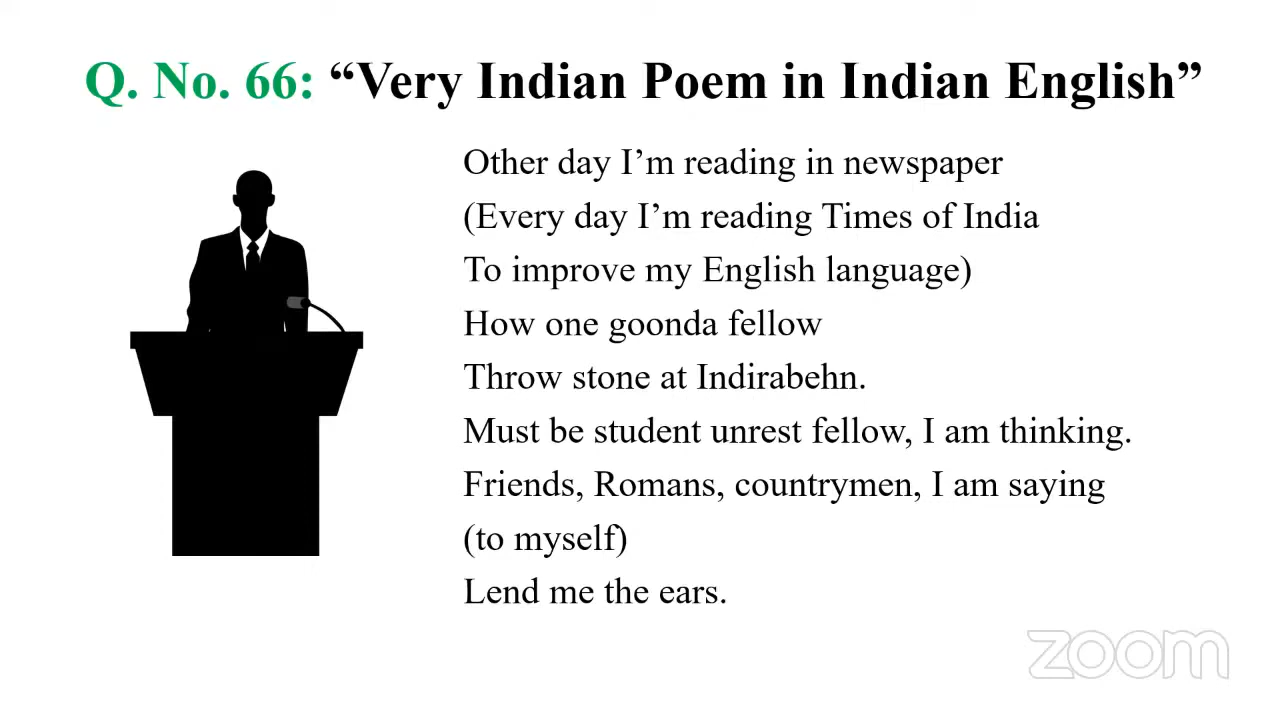 Q. No. 66: “Very Indian Poem in Indian English”
Other day I’m reading in newspaper
(Every day I’m reading Times of India
To improve my English language)
How one goonda fellow
Throw stone at Indirabehn.
Must be student unrest fellow, I am thinking.
Friends, Romans, countrymen, I am saying
(to myself)
Lend me the ears.
zoom